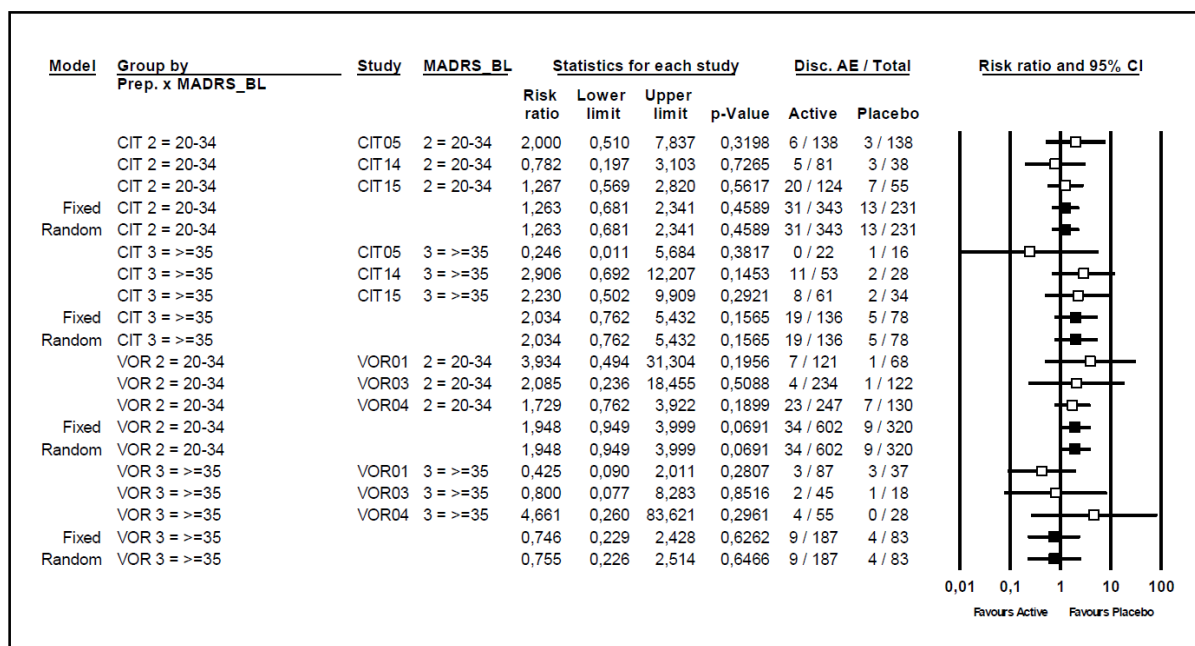 Model Group by Study MADRS_BL Statistics for each study Disc. AE / Total Risk ratio and 95% CI
Prep. x MADRS_BL
Risk Lower Upper
ratio limit limit p-Value Active Placebo
CIT 2 = 20-34 CIT05 2 = 20-34 2,000 0,510 7,837 0,3198 6 / 138 3 / 138
CIT 2 = 20-34 CIT14 2 = 20-34 0,782 0,197 3,103 0,7265 5 / 81 3 / 38
CIT 2 = 20-34 CIT15 2 = 20-34 1,267 0,569 2,820 0,5617 20 / 124 7 / 55
Fixed CIT 2 = 20-34 1,263 0,681 2,341 0,4589 31 / 343 13 / 231
Random CIT 2 = 20-34 1,263 0,681 2,341 0,4589 31 / 343 13 / 231
CIT 3 = >=35 CIT05 3 = >=35 0,246 0,011 5,684 0,3817 0 / 22 1 / 16
CIT 3 = >=35 CIT14 3 = >=35 2,906 0,692 12,207 0,1453 11 / 53 2 / 28
CIT 3 = >=35 CIT15 3 = >=35 2,230 0,502 9,909 0,2921 8 / 61 2 / 34
Fixed CIT 3 = >=35 2,034 0,762 5,432 0,1565 19 / 136 5 / 78
Random CIT 3 = >=35 2,034 0,762 5,432 0,1565 19 / 136 5 / 78
VOR 2 = 20-34 VOR01 2 = 20-34 3,934 0,494 31,304 0,1956 7 / 121 1 / 68
VOR 2 = 20-34 VOR03 2 = 20-34 2,085 0,236 18,455 0,5088 4 / 234 1 / 122
VOR 2 = 20-34 VOR04 2 = 20-34 1,729 0,762 3,922 0,1899 23 / 247 7 / 130
Fixed VOR 2 = 20-34 1,948 0,949 3,999 0,0691 34 / 602 9 / 320
Random VOR 2 = 20-34 1,948 0,949 3,999 0,0691 34 / 602 9 / 320
VOR 3 = >=35 VOR01 3 = >=35 0,425 0,090 2,011 0,2807 3 / 87 3 / 37
VOR 3 = >=35 VOR03 3 = >=35 0,800 0,077 8,283 0,8516 2 / 45 1 / 18
VOR 3 = >=35 VOR04 3 = >=35 4,661 0,260 83,621 0,2961 4 / 55 0 / 28
Fixed VOR 3 = >=35 0,746 0,229 2,428 0,6262 9 / 187 4 / 83
Random VOR 3 = >=35 0,755 0,226 2,514 0,6466 9 / 187 4 / 83
0,01 0,1 1 10 100
Favours Active Favours Placebo